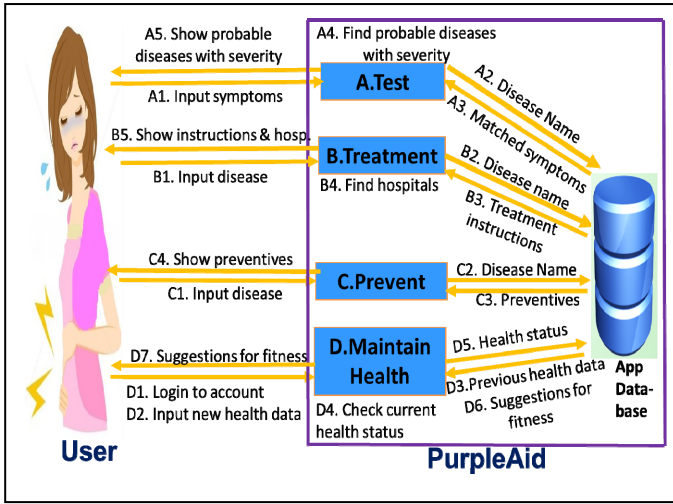 A5. Show probable
diseases with severity
A1. Input symptoms
A4. Find probable diseases
with severity
A.Test
A2. Disease Name
A3. Matched symptoms
B5. Show instructions & hosp.
B1. Input disease
B.Treatment
B4. Find hospitals
B2. Disease name
B3. Treatment
instructions
C4. Show preventives
C1. Input disease
C.Prevent
C2. Disease Name
C3. Preventives
D7. Suggestions for fitness
D1. Login to account
D2. Input new health data
D.Maintain
Health
D4. Check current
health status
D5. Health status
D3.Previous health data
D6. Suggestions for
fitness
App
Data-
base
User
PurpleAid